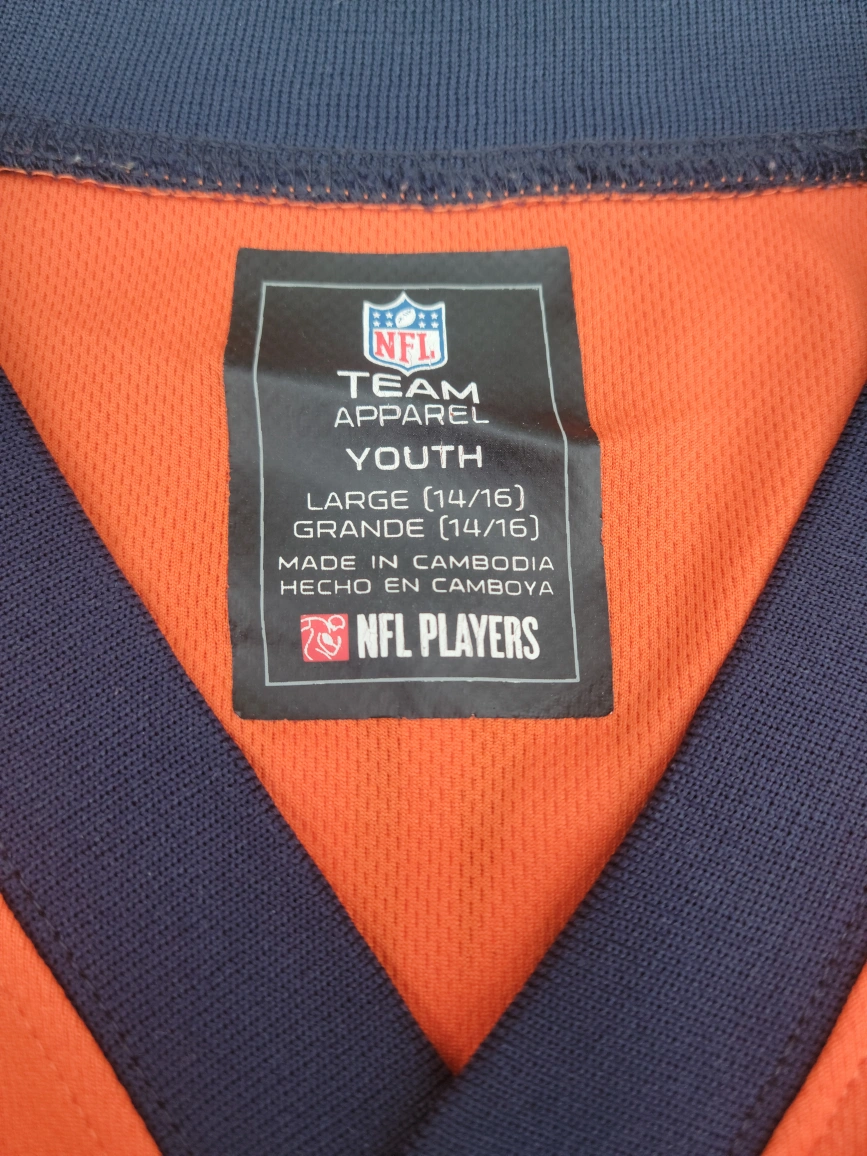 NFL
TEAM
APPAREL
YOUTH
LARGE (14/16)
GRANDE (14/16)
MADE IN CAMBODIA
HECHO EN CAMBOYA
NFL PLAYERS